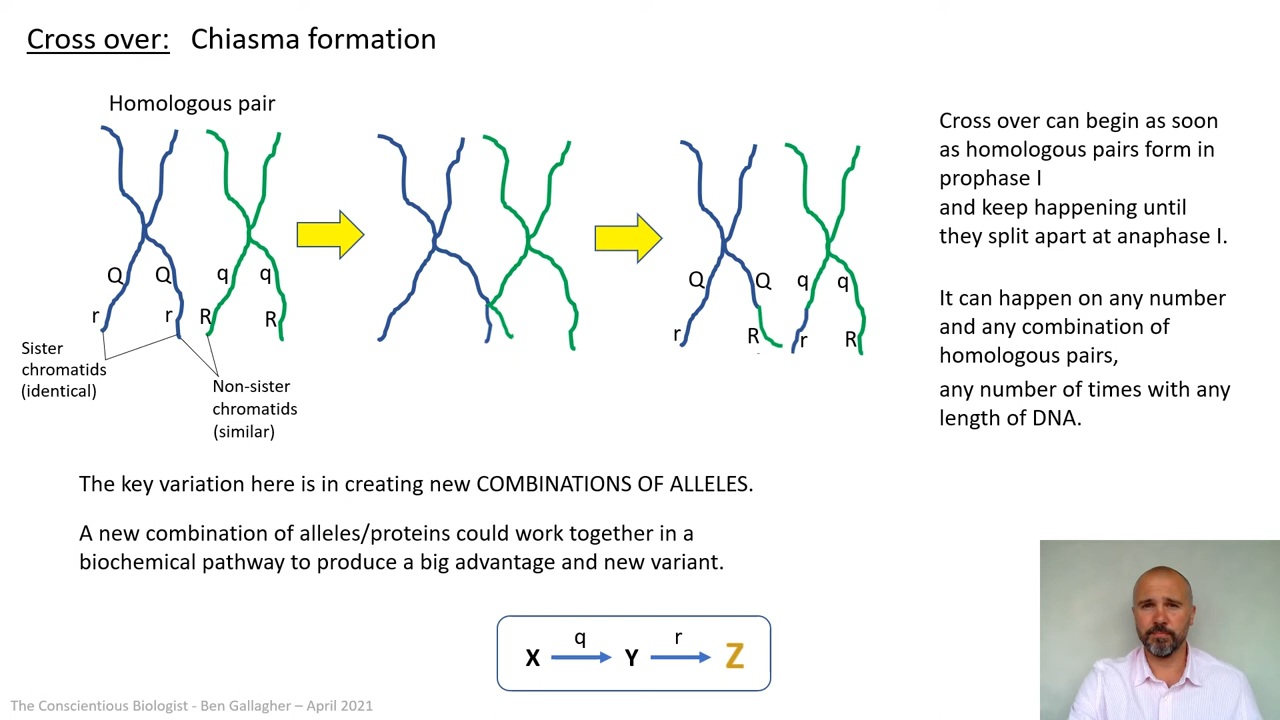 Cross over: Chiasma formation
Homologous pair
Q Q q q
r r R R
Sister
chromatids
(identical)
Non-sister
chromatids
(similar)
Q Q q q
r R r R
Cross over can begin as soon
as homologous pairs form in
prophase I
and keep happening until
they split apart at anaphase I.
It can happen on any number
and any combination of
homologous pairs,
any number of times with any
length of DNA.
The key variation here is in creating new COMBINATIONS OF ALLELES.
A new combination of alleles/proteins could work together in a
biochemical pathway to produce a big advantage and new variant.
q r
X Y Z
The Conscientious Biologist - Ben Gallagher – April 2021